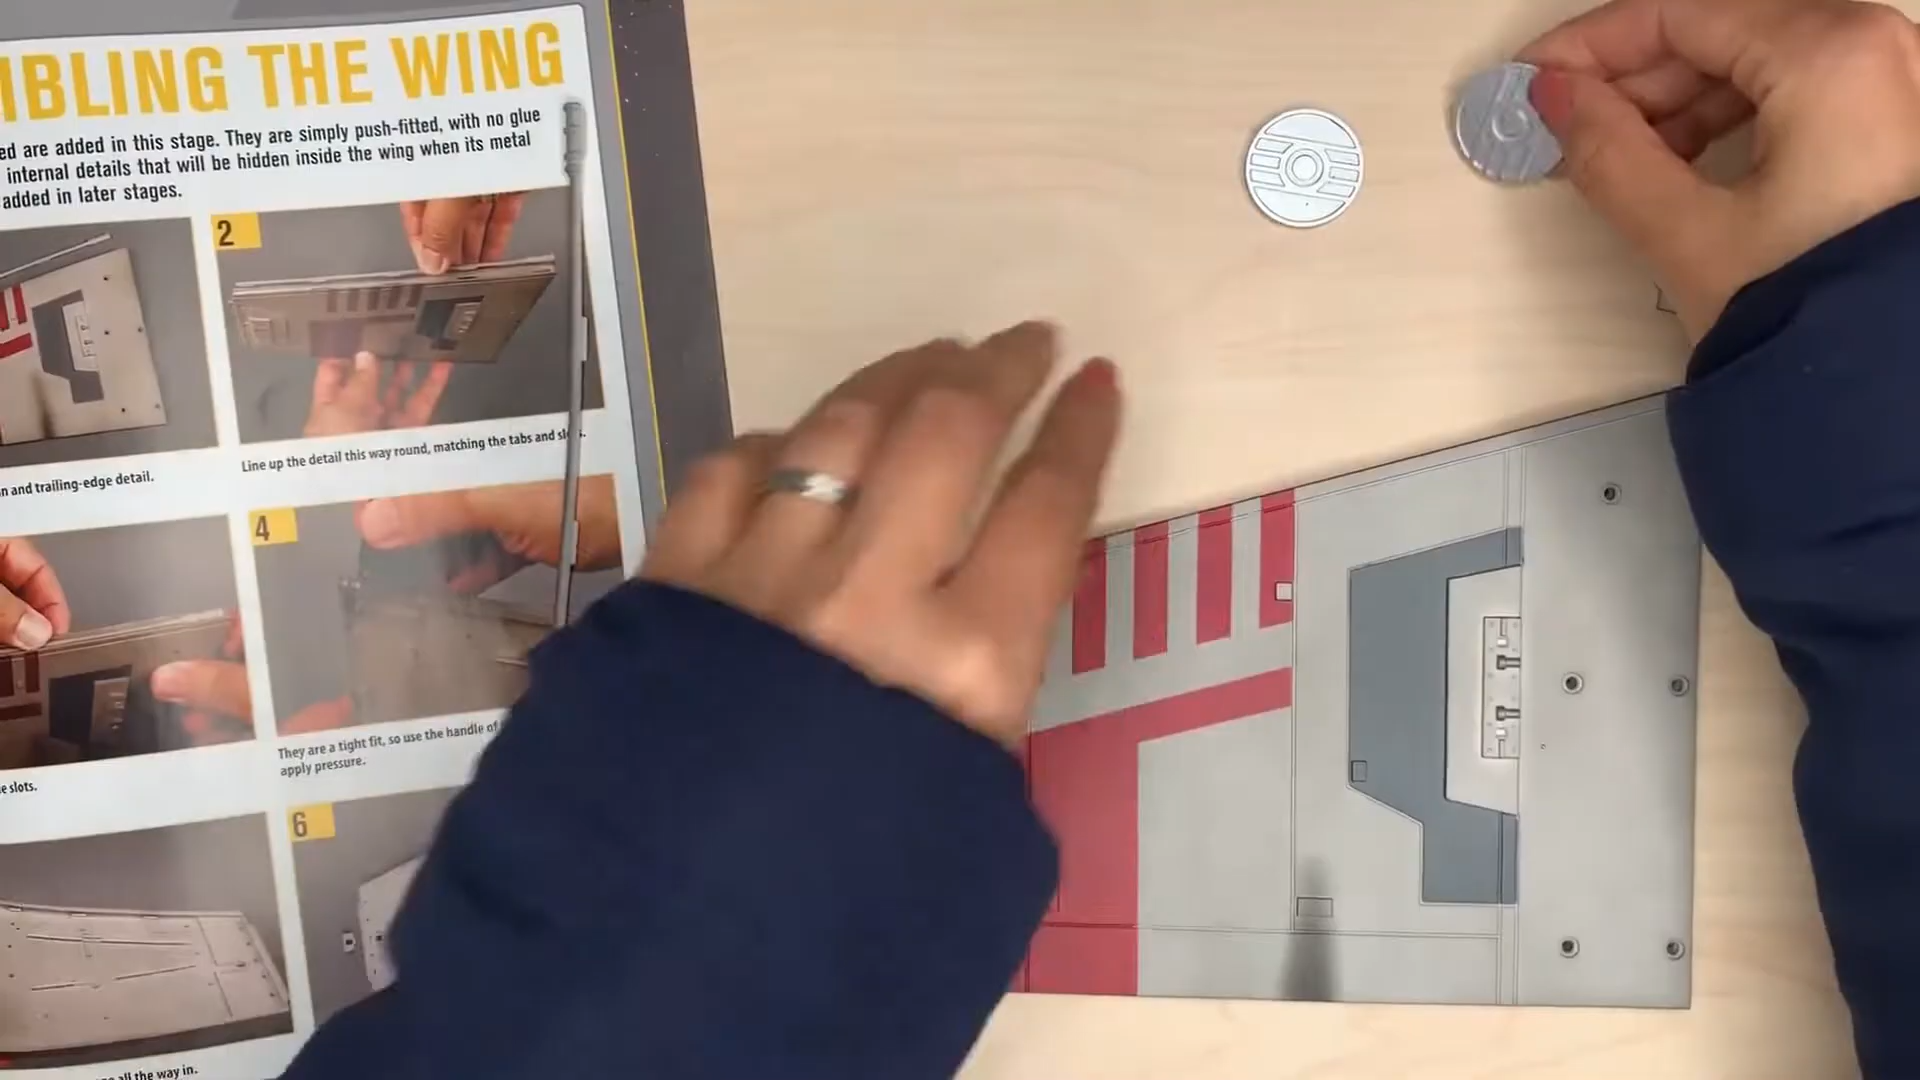 MBLING THE WING
ed are added in this stage. They are simply push-fitted, with no glue
internal details that will be hidden inside the wing when its metal
added in later stages.
2
n and trailing-edge detail.
Line up the detail this way round, matching the tabs and
4
e slots.
They are a tight fit, so use the handle of
apply pressure.
6
all the way in.